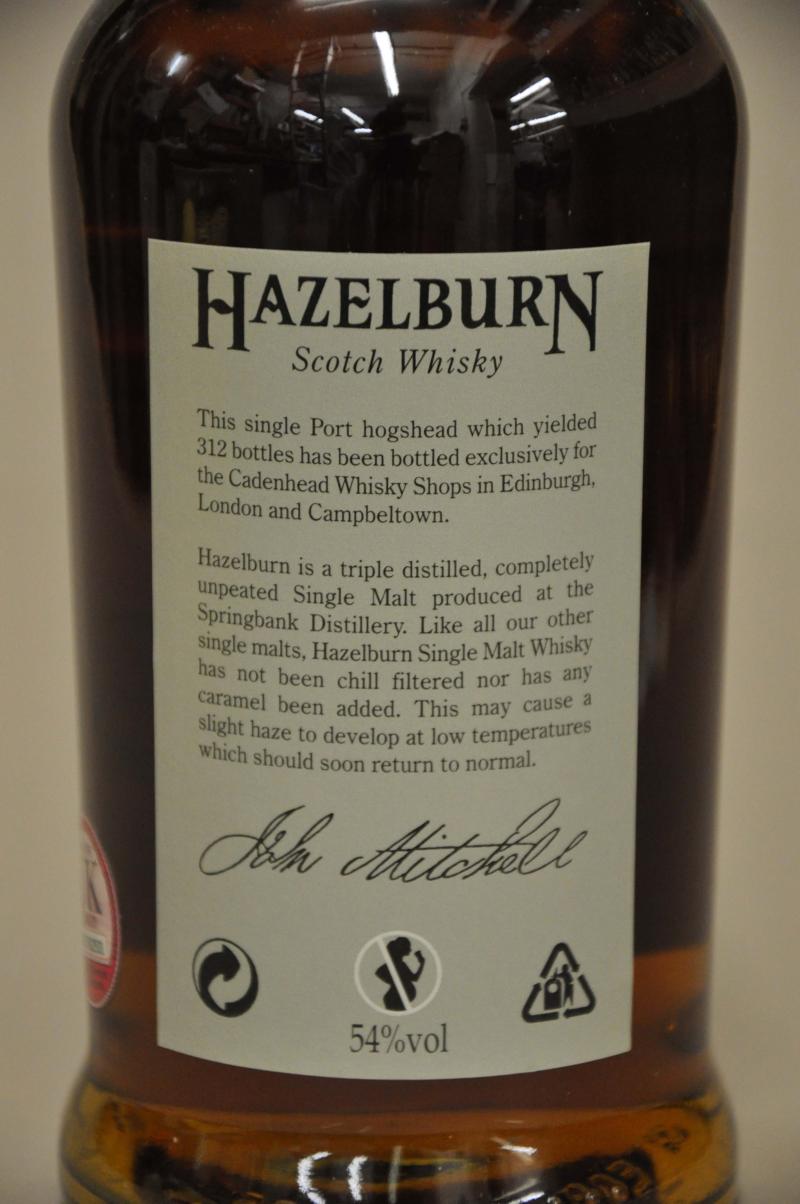 HAZELBURN
Scotch Whisky
This single Port hogshead which yielded
312 bottles has been bottled exclusively for
the Cadenhead Whisky Shops in Edinburgh,
London and Campbeltown.
Hazelburn is a triple distilled, completely
unpeated Single Malt produced at the
Springbank Distillery. Like all our other
single malts, Hazelburn Single Malt Whisky
has not been chill filtered nor has any
caramel been added. This may cause a
slight haze to develop at low temperatures
which should soon return to normal.
John Mitchell
54%vol